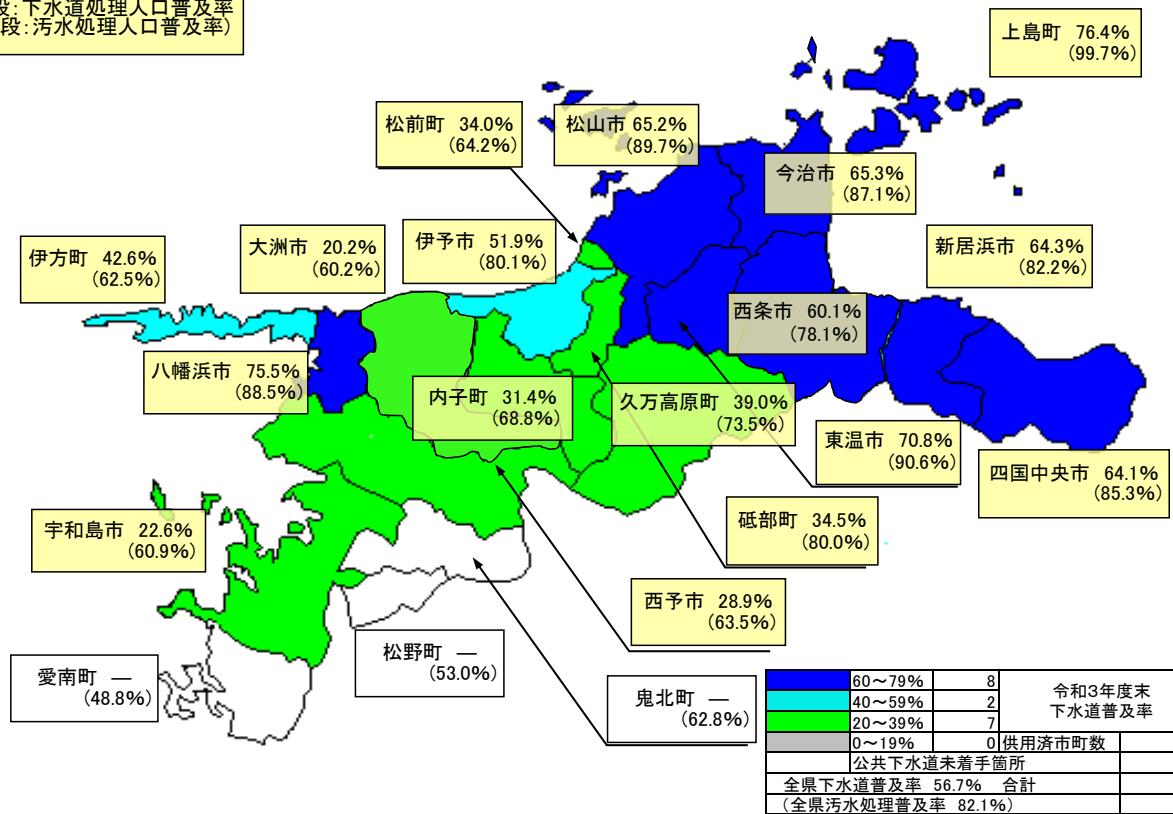 段:下水道処理人口普及率
段:汚水処理人口普及率)
上島町 76.4%
(99.7%)
松前町 34.0%
(64.2%)
松山市 65.2%
(89.7%)
今治市 65.3%
(87.1%)
伊方町 42.6%
(62.5%)
大洲市 20.2%
(60.2%)
伊予市 51.9%
(80.1%)
新居浜市 64.3%
(82.2%)
西条市 60.1%
(78.1%)
八幡浜市 75.5%
(88.5%)
内子町 31.4%
(68.8%)
久万高原町 39.0%
(73.5%)
東温市 70.8%
(90.6%)
四国中央市 64.1%
(85.3%)
宇和島市 22.6%
(60.9%)
砥部町 34.5%
(80.0%)
西予市 28.9%
(63.5%)
愛南町 ―
(48.8%)
松野町 ―
(53.0%)
鬼北町 ―
(62.8%)
60~79% 8
40~59% 2
20~39% 7
0~19% 0 供用済市町数
令和3年度末
下水道普及率
公共下水道未着手箇所
全県下水道普及率 56.7% 合計
(全県汚水処理普及率 82.1%)